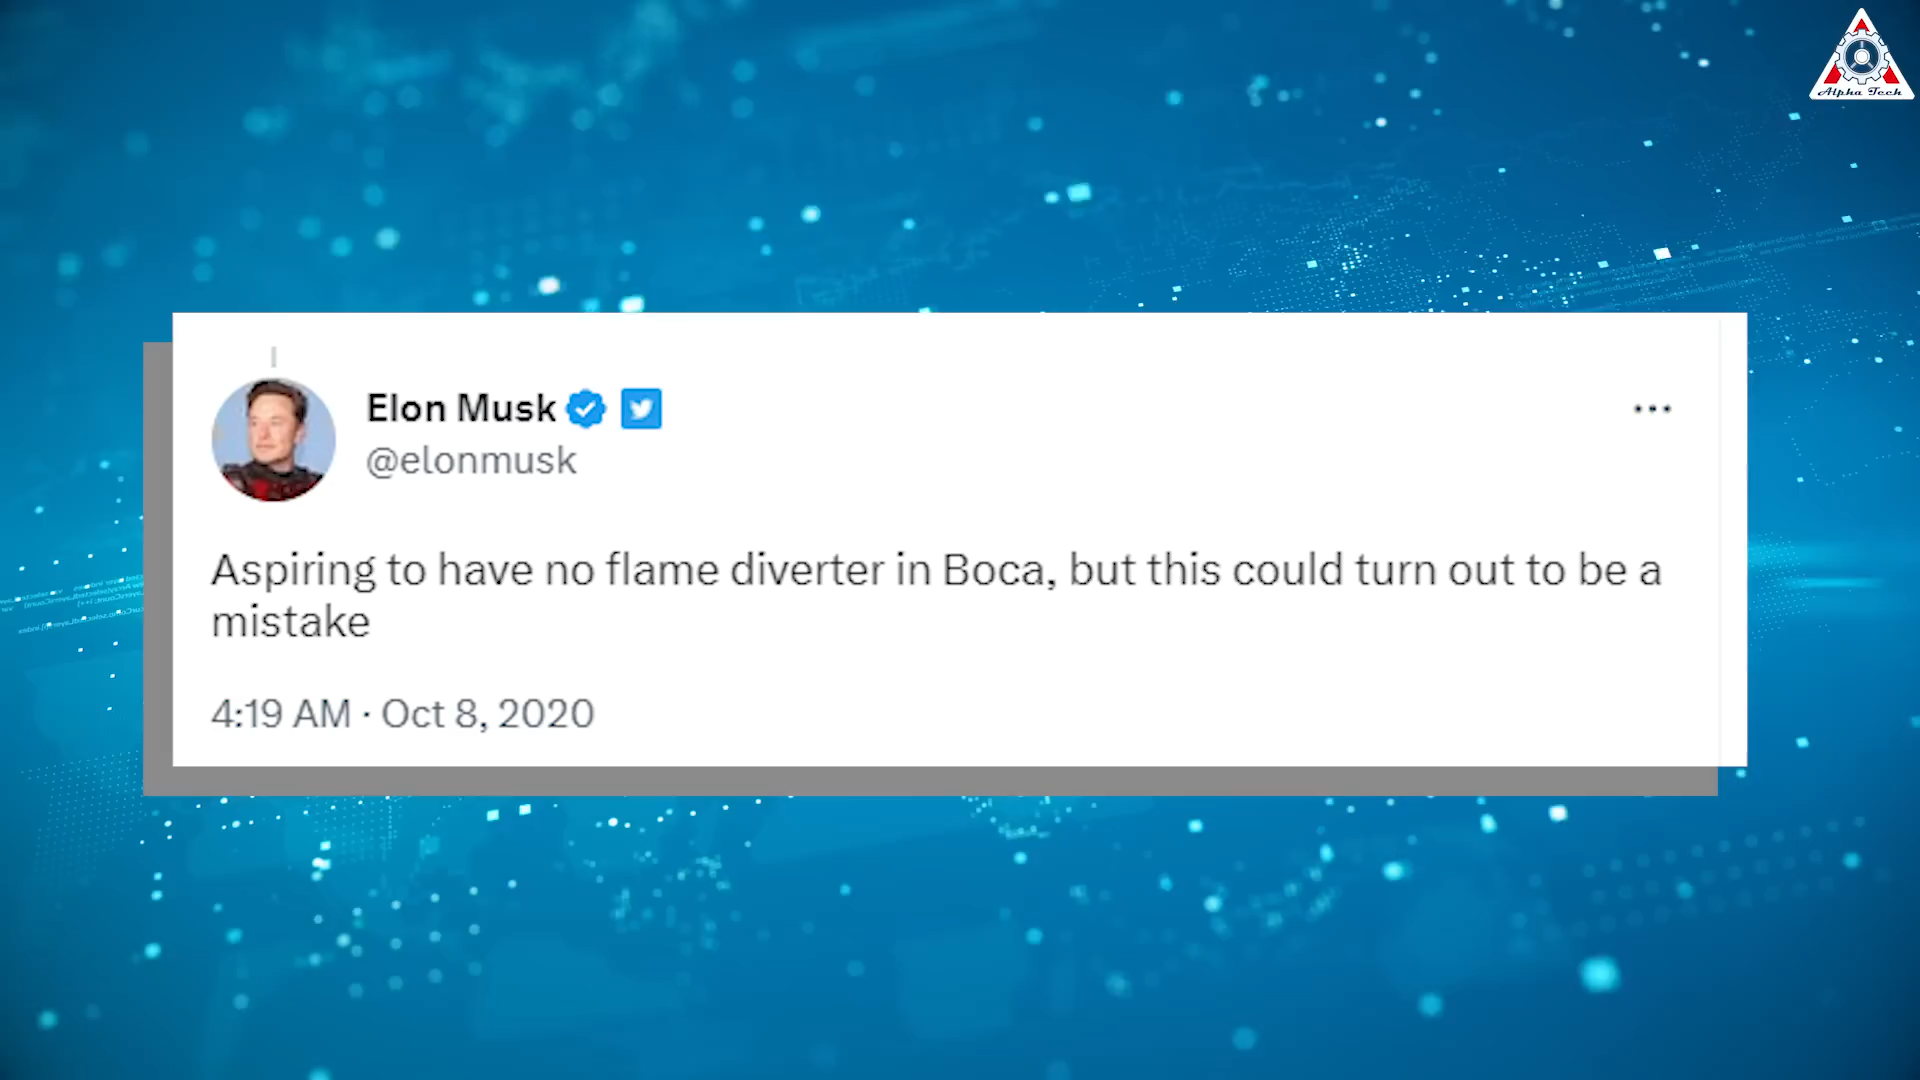 Alpha Tech
Elon Musk
@elonmusk
Aspiring to have no flame diverter in Boca, but this could turn out to be a
mistake
4:19 AM · Oct 8, 2020